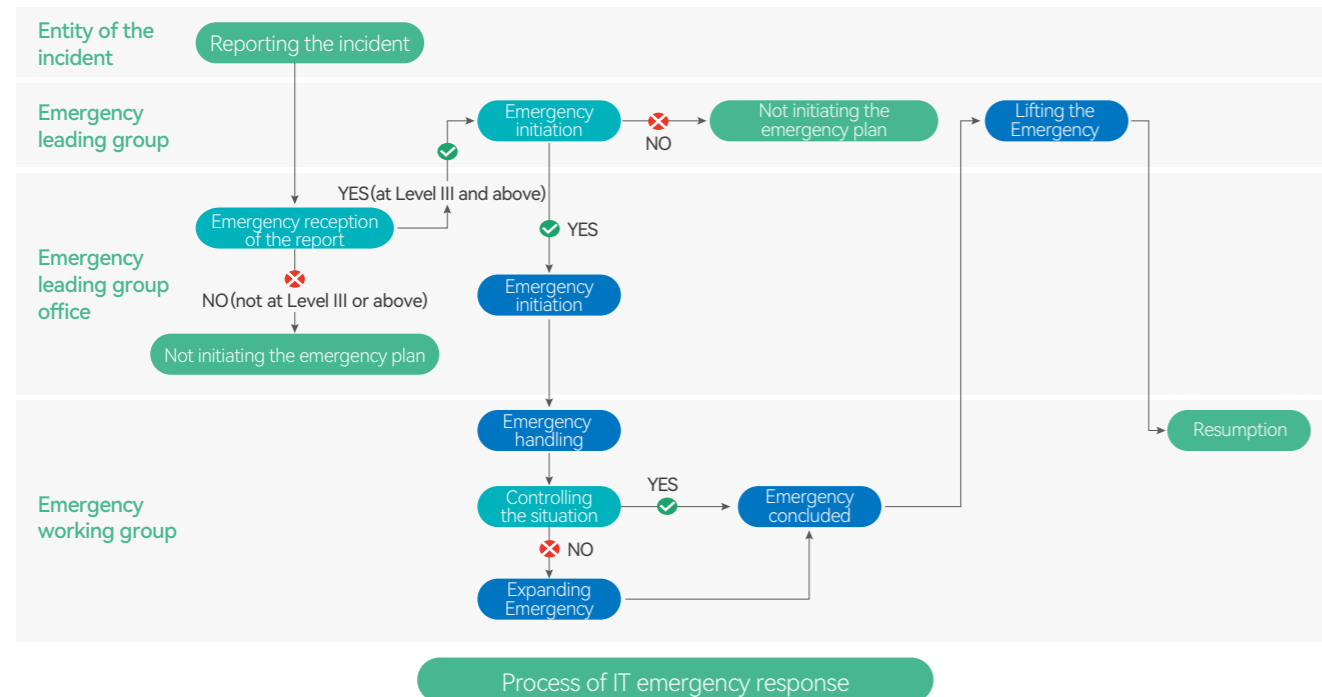 Entity of the
incident
Reporting the incident
Emergency
leading group
Emergency
initiation
NO
Not initiating the
emergency plan
Lifting the
Emergency
YES(at Level III and above)
Emergency
leading group
office
Emergency reception
of the report
YES
NO(not at Level III or above)
Emergency
initiation
Not initiating the emergency plan
Emergency
working group
Emergency
handling
Resumption
Controlling
the situation
YES
Emergency
concluded
NO
Expanding
Emergency
Process of IT emergency response